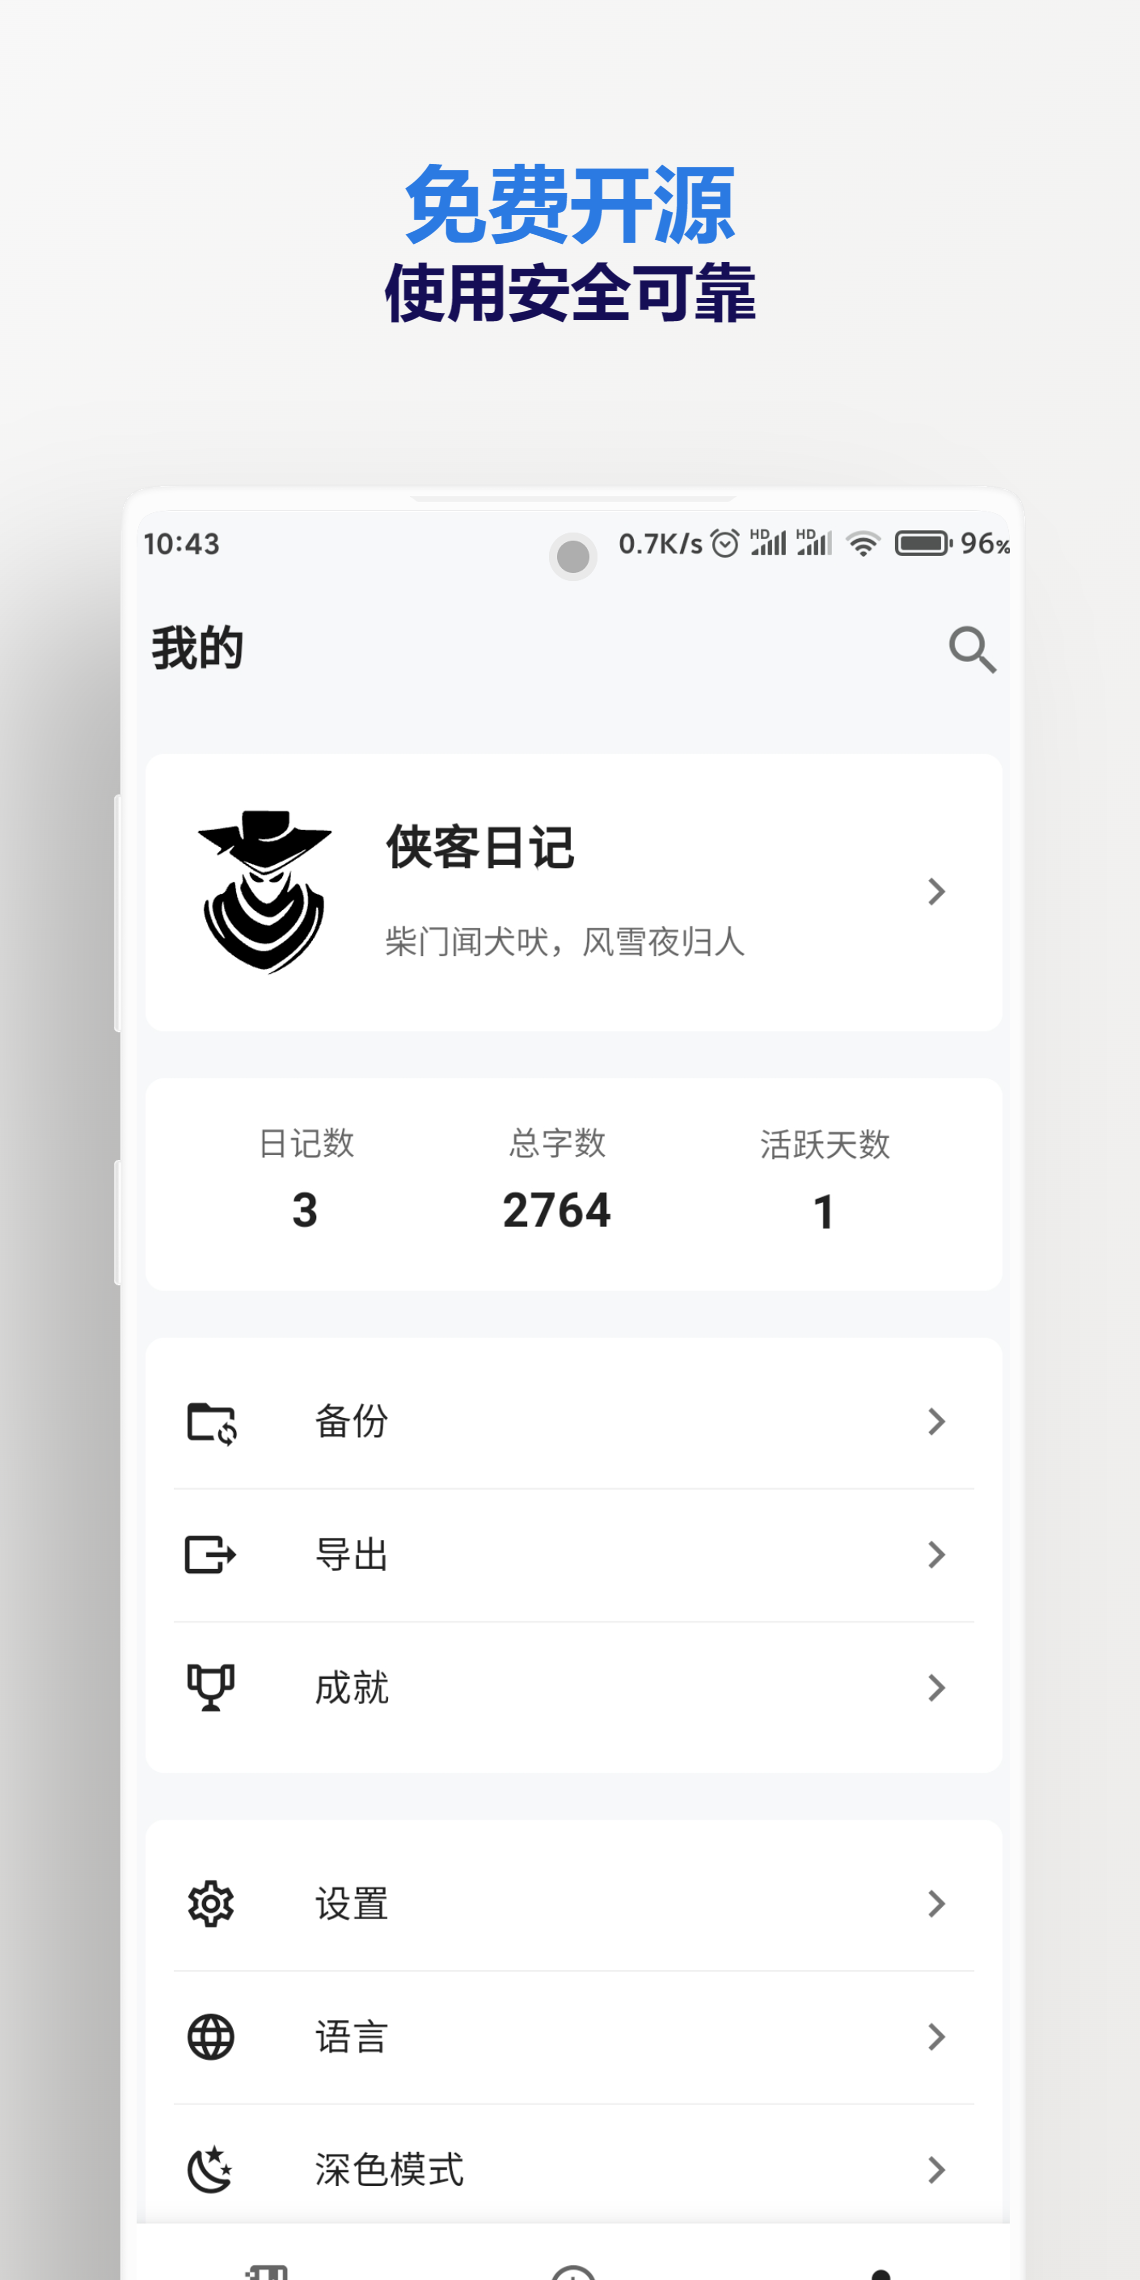 免费开源
使用安全可靠
10:43 0.7K/s HD HD 96%
我的
侠客日记
柴门闻犬吠，风雪夜归人
日记数 总字数 活跃天数
3 2764 1
备份
导出
成就
设置
语言
深色模式